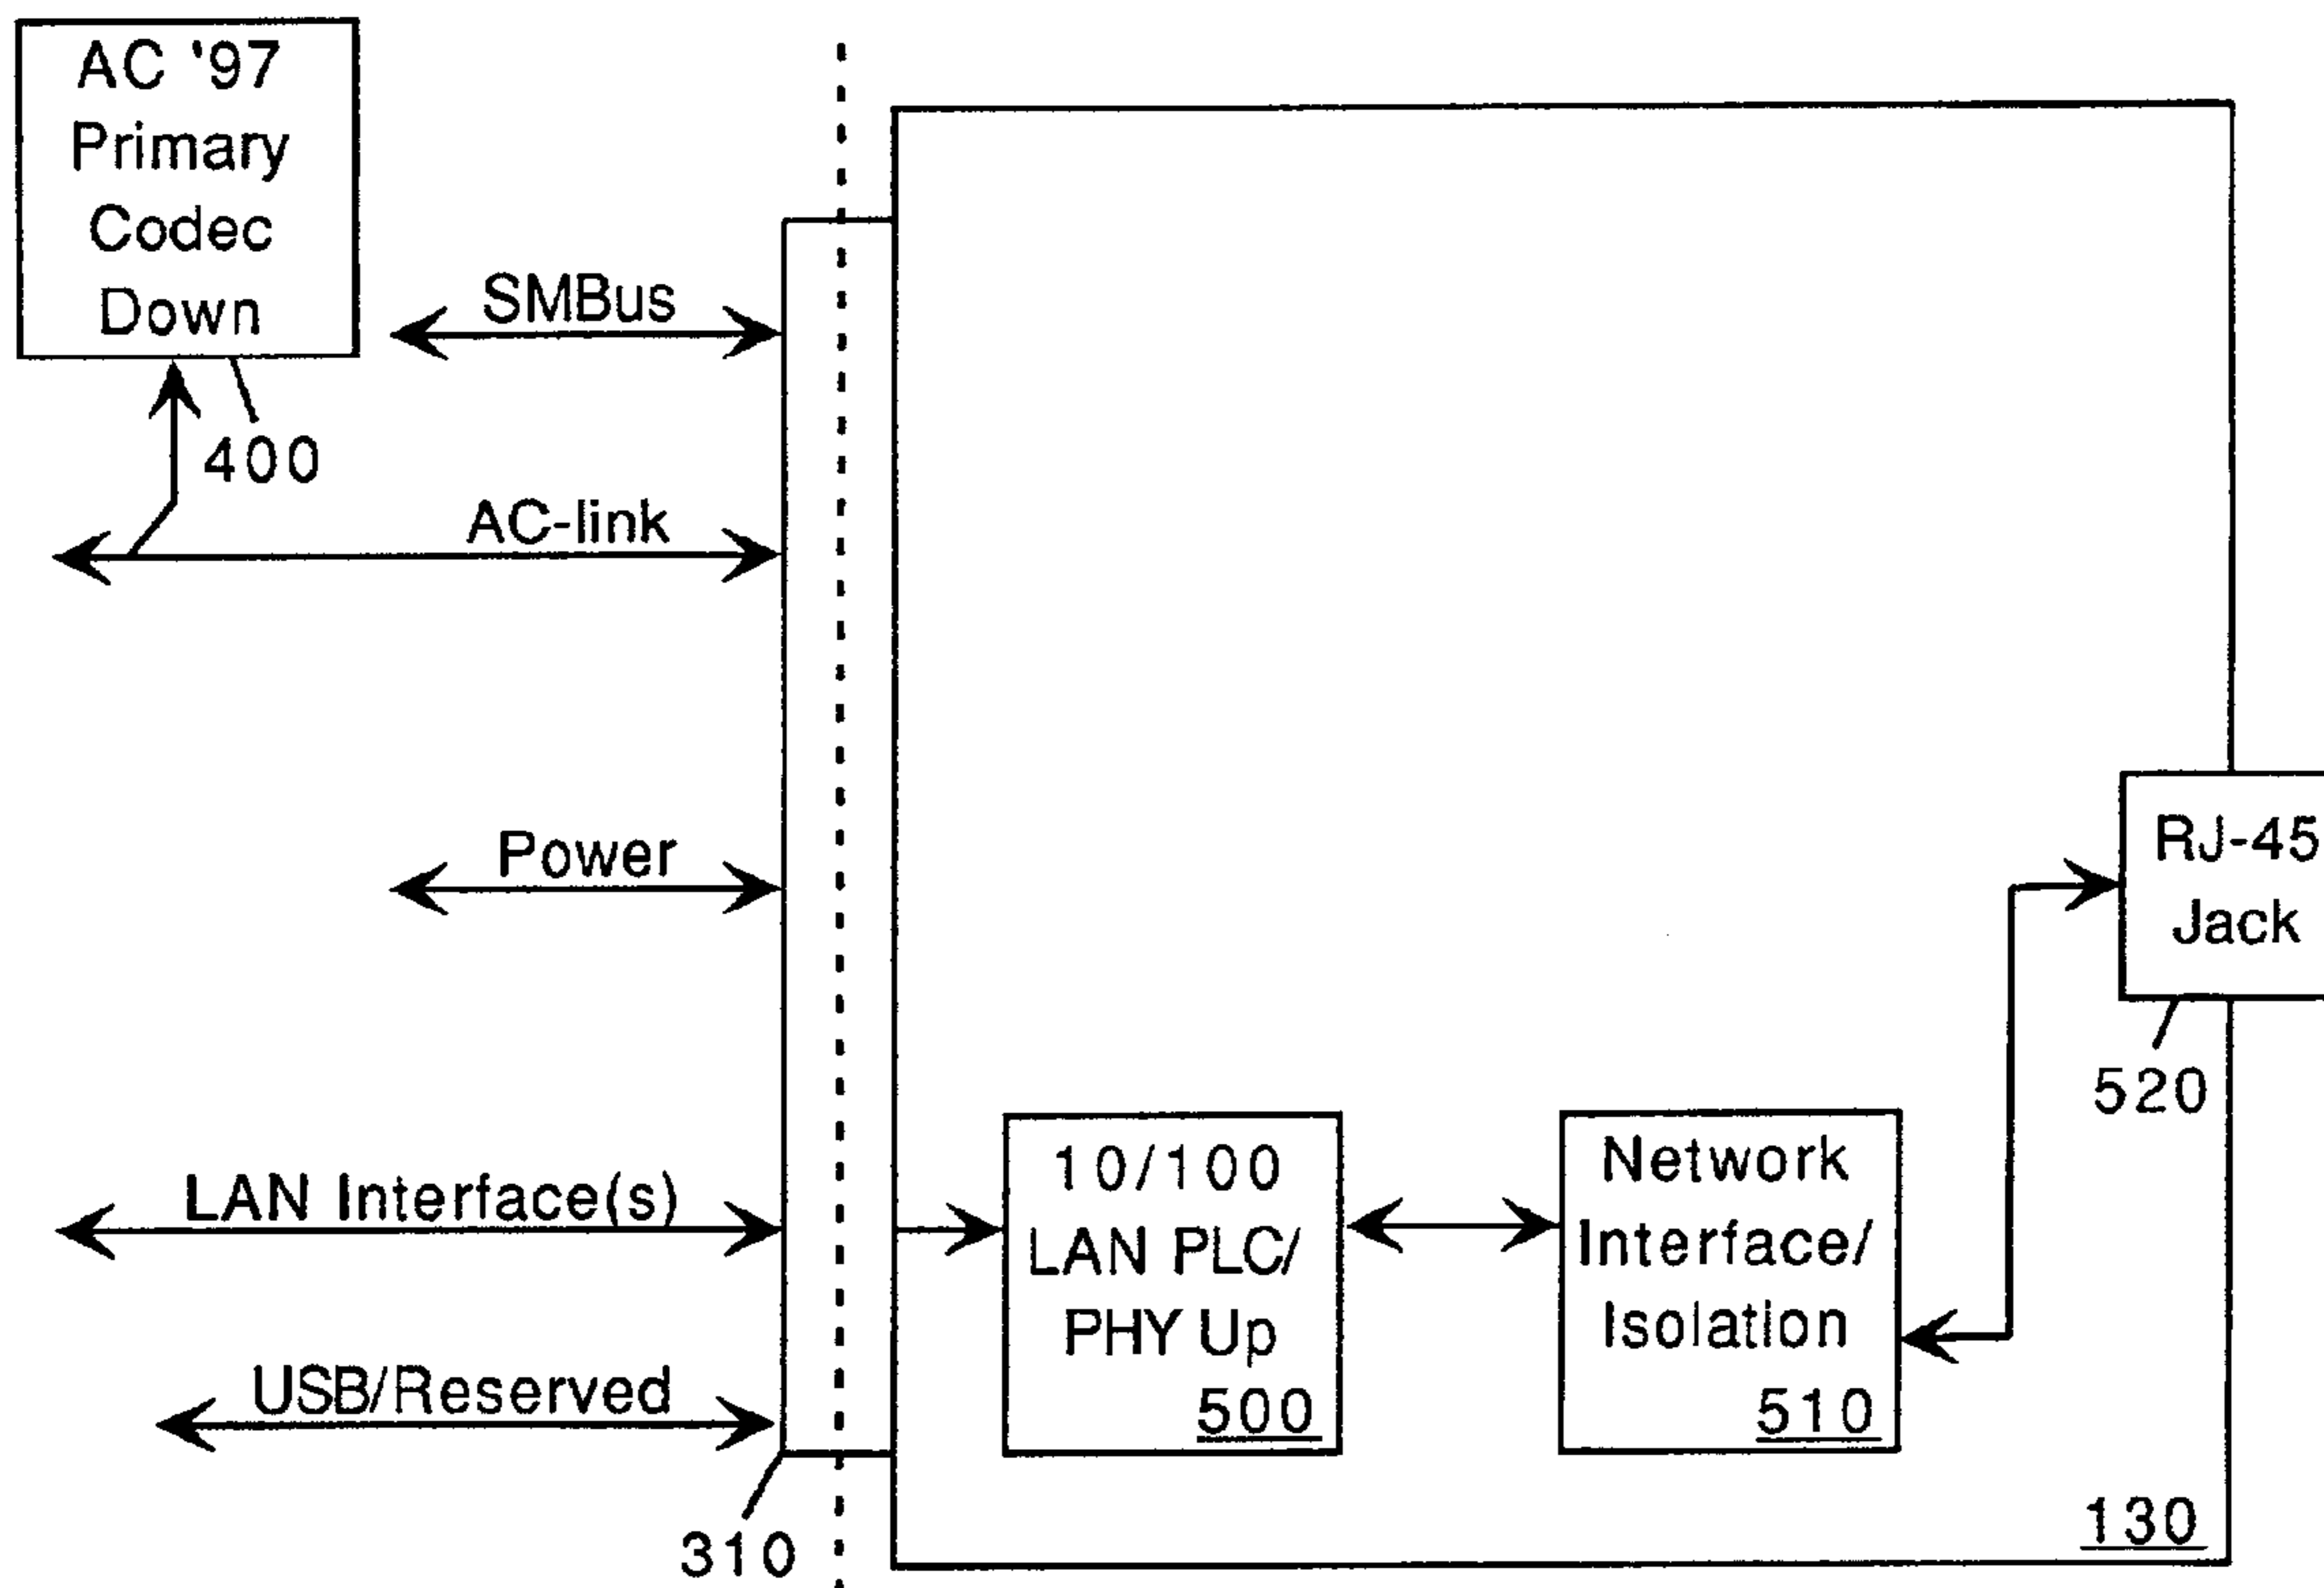 AC '97
Primary
Codec
Down
400
SMBus
AC-link
Power
LAN Interface(s)
USB/Reserved
310
10/100
LAN PLC/
PHY Up
500
Network
Interface/
Isolation
510
RJ-45
Jack
520
130